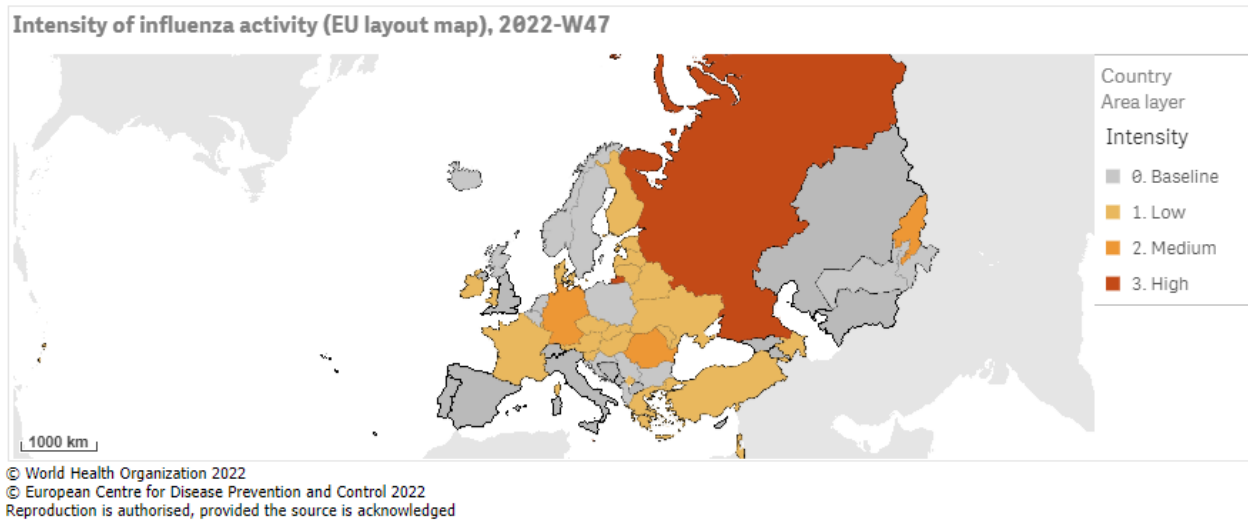 Intensity of influenza activity (EU layout map), 2022-W47
Country
Area layer
Intensity
0. Baseline
1. Low
2. Medium
3. High
1000 km
© World Health Organization 2022
© European Centre for Disease Prevention and Control 2022
Reproduction is authorised, provided the source is acknowledged